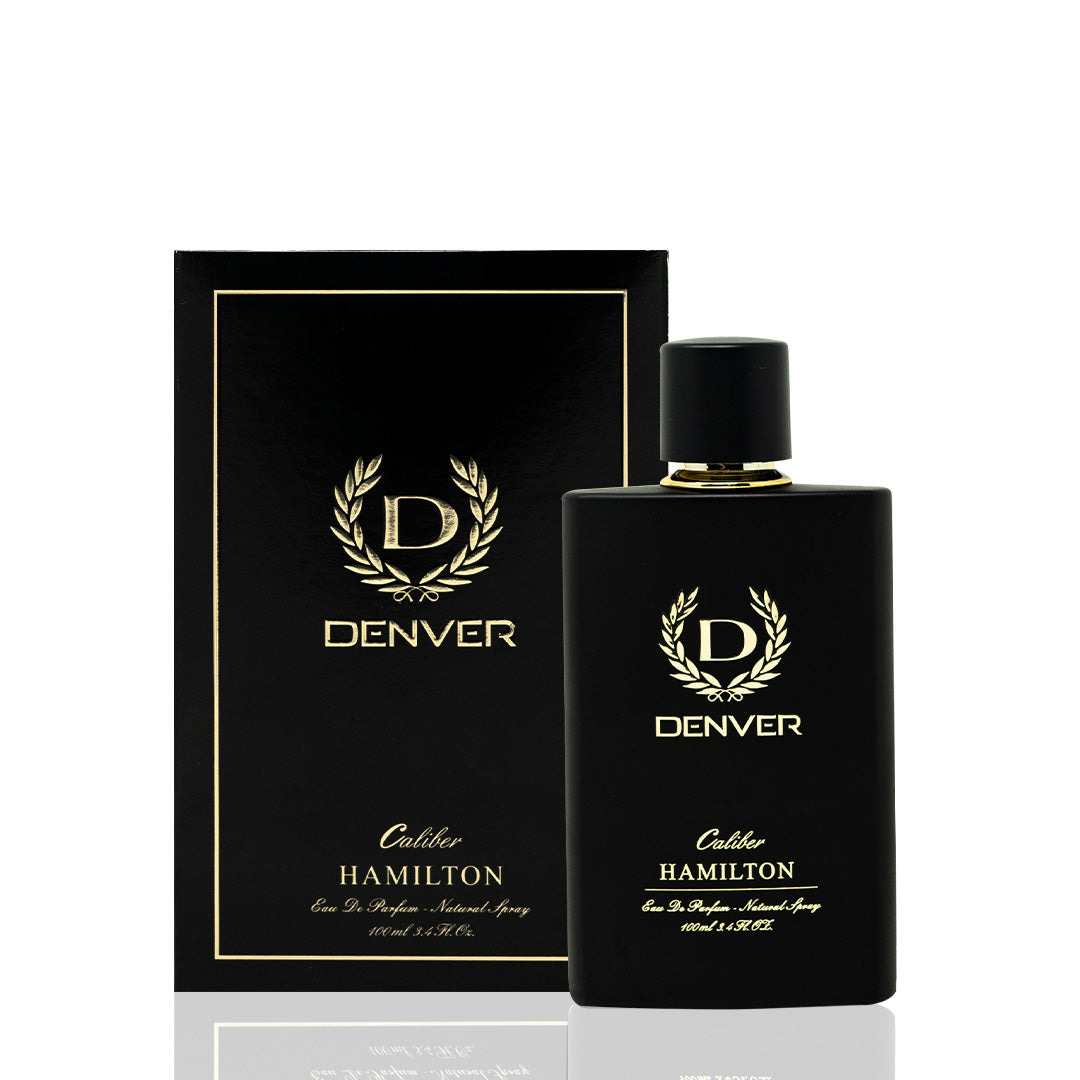 D
DENVER
Caliber
HAMILTON
Eau De Parfum - Natural Spray
100ml 3.4 Fl.Oz.
D
DENVER
Caliber
HAMILTON
Eau De Parfum - Natural Spray
100ml 3.4 Fl.OZ.